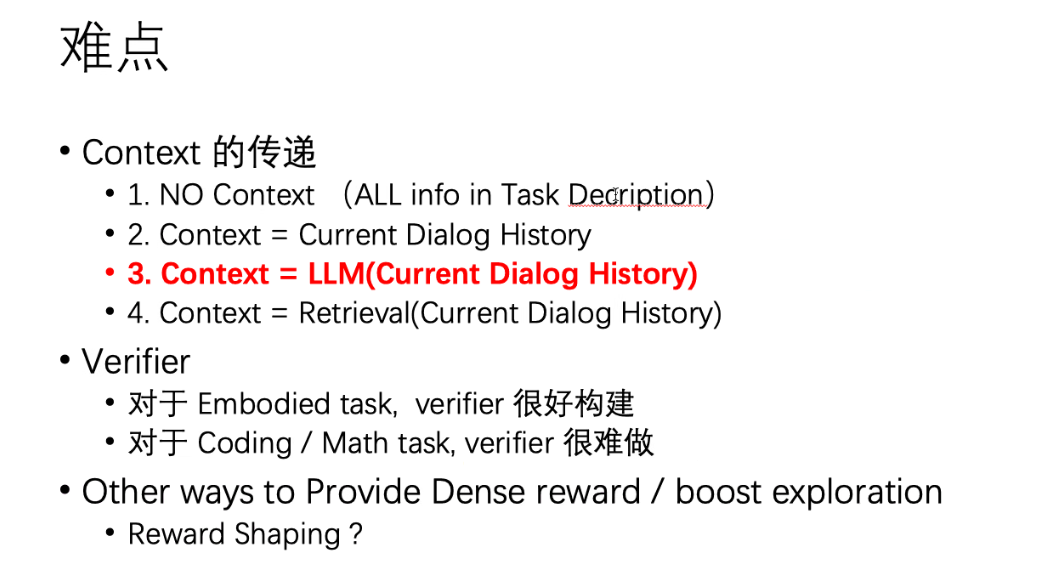 难点
• Context 的传递
• 1. NO Context （ALL info in Task Decription）
• 2. Context = Current Dialog History
• 3. Context = LLM(Current Dialog History)
• 4. Context = Retrieval(Current Dialog History)
• Verifier
• 对于 Embodied task, verifier 很好构建
• 对于 Coding / Math task, verifier 很难做
• Other ways to Provide Dense reward / boost exploration
• Reward Shaping ?